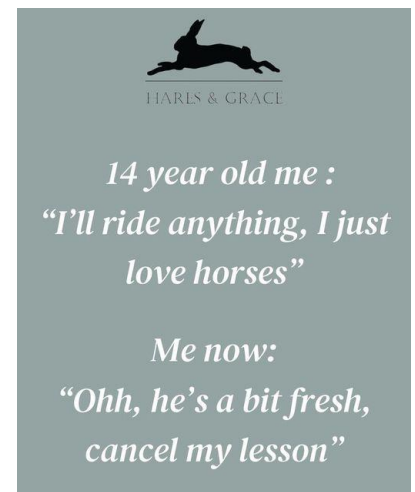 HARES & GRACE
14 year old me :
“I’ll ride anything, I just
love horses”
Me now:
“Ohh, he’s a bit fresh,
cancel my lesson”